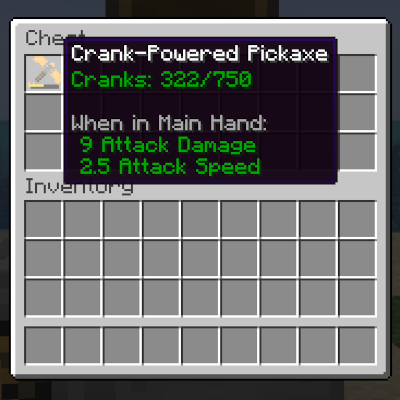 Chest
Crank-Powered Pickaxe
Cranks: 322/750
When in Main Hand:
9 Attack Damage
2.5 Attack Speed
Inventory